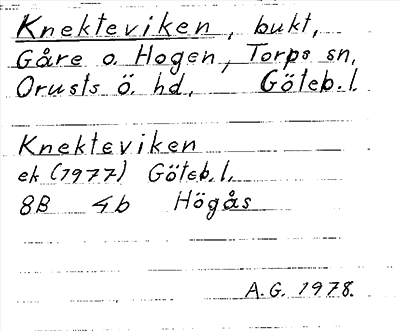 Knekteviken, bukt,
Gåre o. Hogen, Torps sn,
Orusts Ö. hd, Göteb.l.
Knekteviken
ek (1977) Göteb.l.
8B 4b Högås
A.G. 1978.